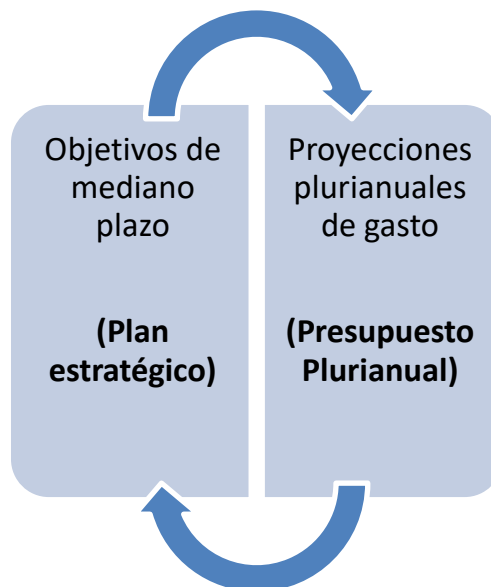 Objetivos de
mediano
plazo
(Plan
estratégico)
Proyecciones
plurianuales
de gasto
(Presupuesto
Plurianual)